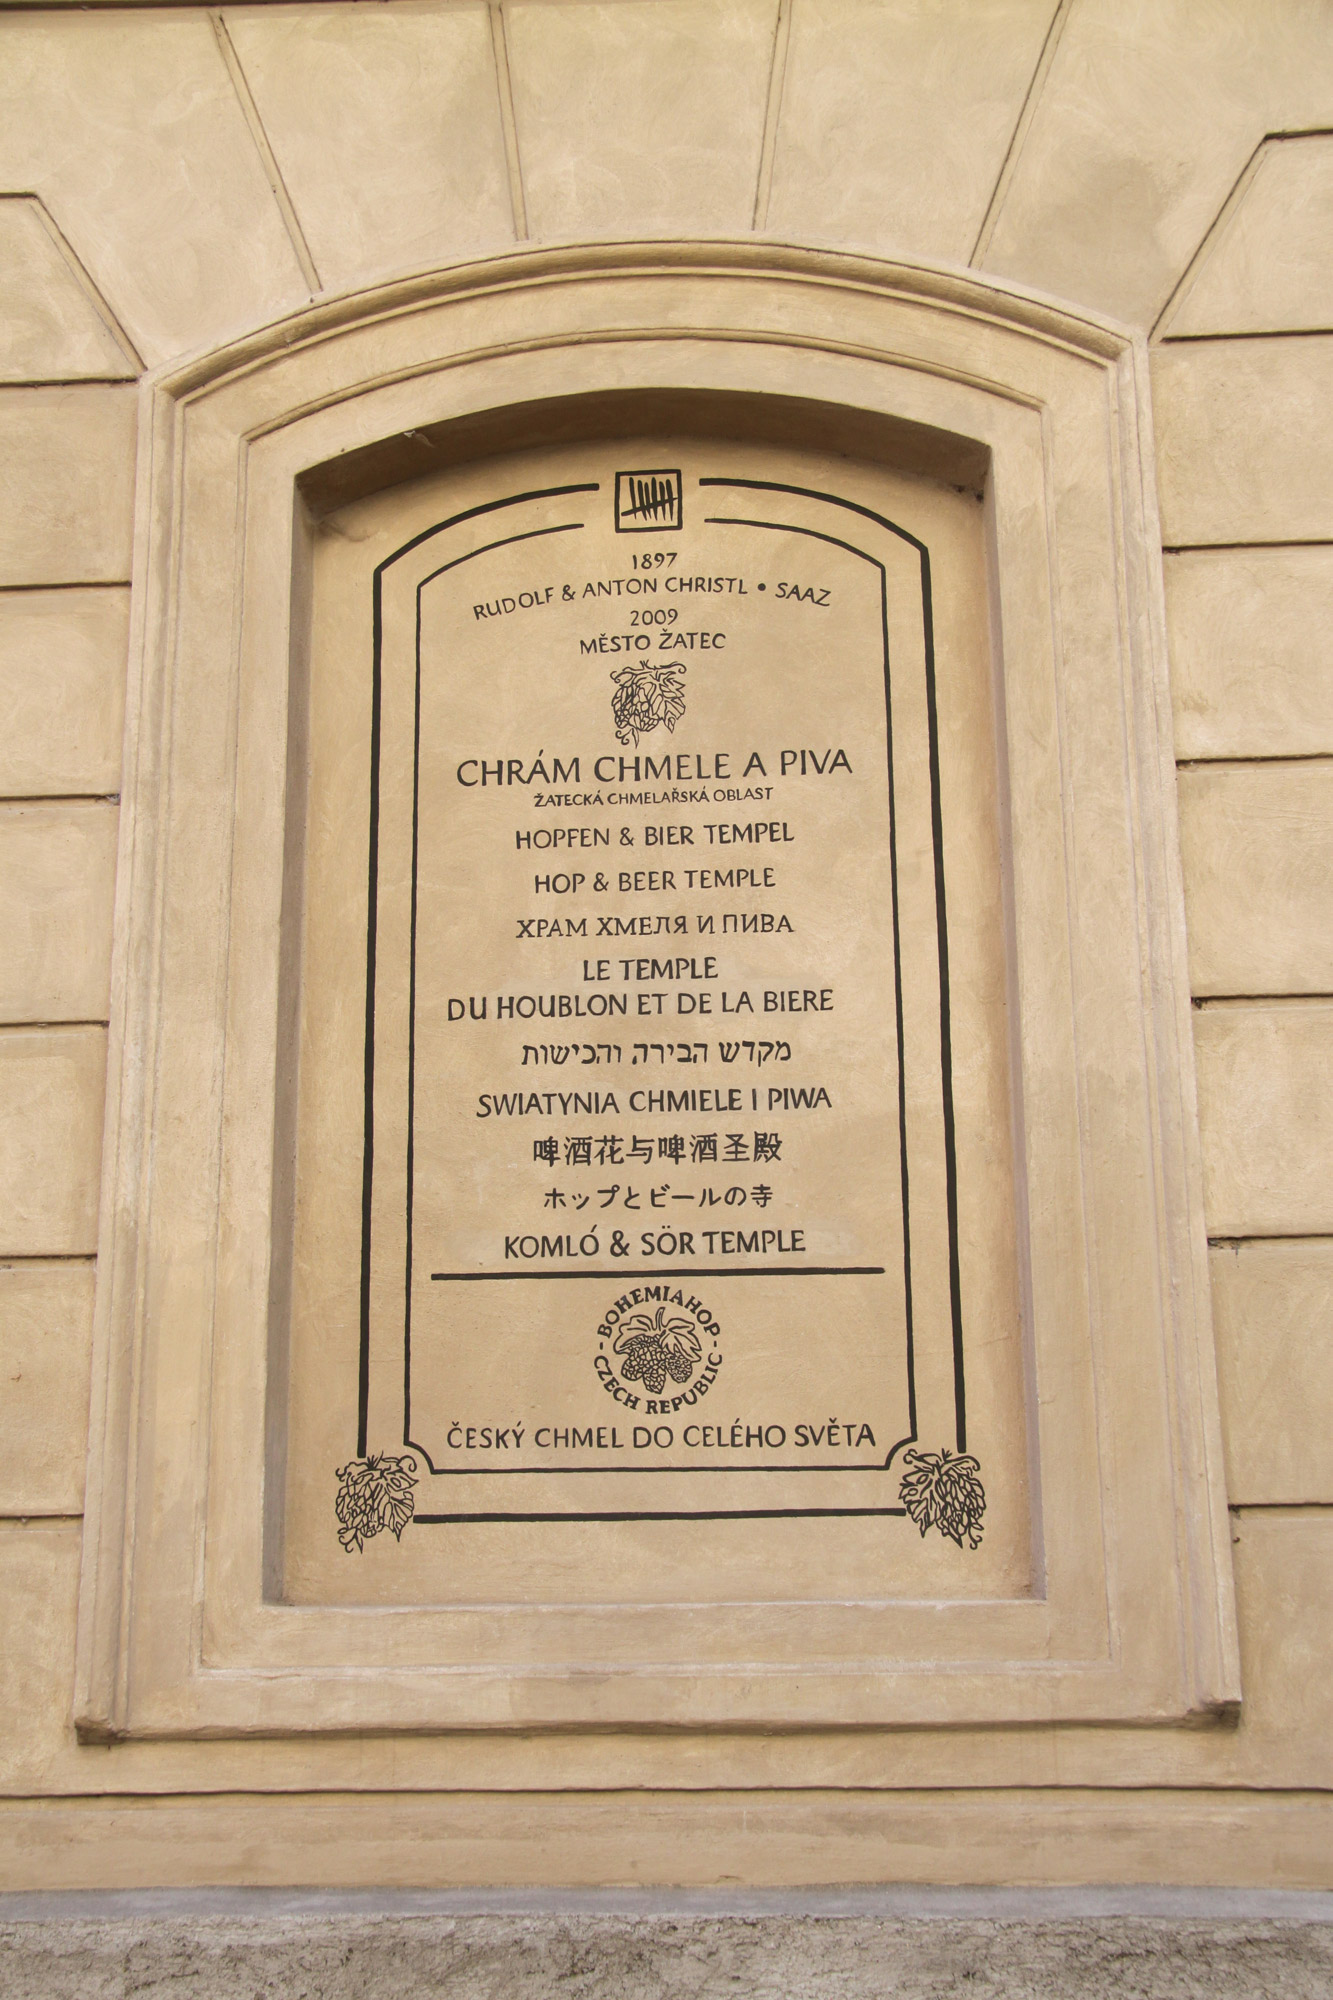 1897
RUDOLF & ANTON CHRISTL • SAAZ
2009
MĚSTO ŽATEC
CHRÁM CHMELE A PIVA
ŽATECKÁ CHMELAŘSKÁ OBLAST
HOPFEN & BIER TEMPEL
HOP & BEER TEMPLE
ХРАМ ХМЕЛЯ И ПИВА
LE TEMPLE
DU HOUBLON ET DE LA BIERE
מקדש הבירה והכישות
SWIATYNIA CHMIELE I PIWA
啤酒花与啤酒圣殿
ホップとビールの寺
KOMLÓ & SÖR TEMPLE
BOHEMIAHOP
- CZECH REPUBLIC -
ČESKÝ CHMEL DO CELÉHO SVĚTA